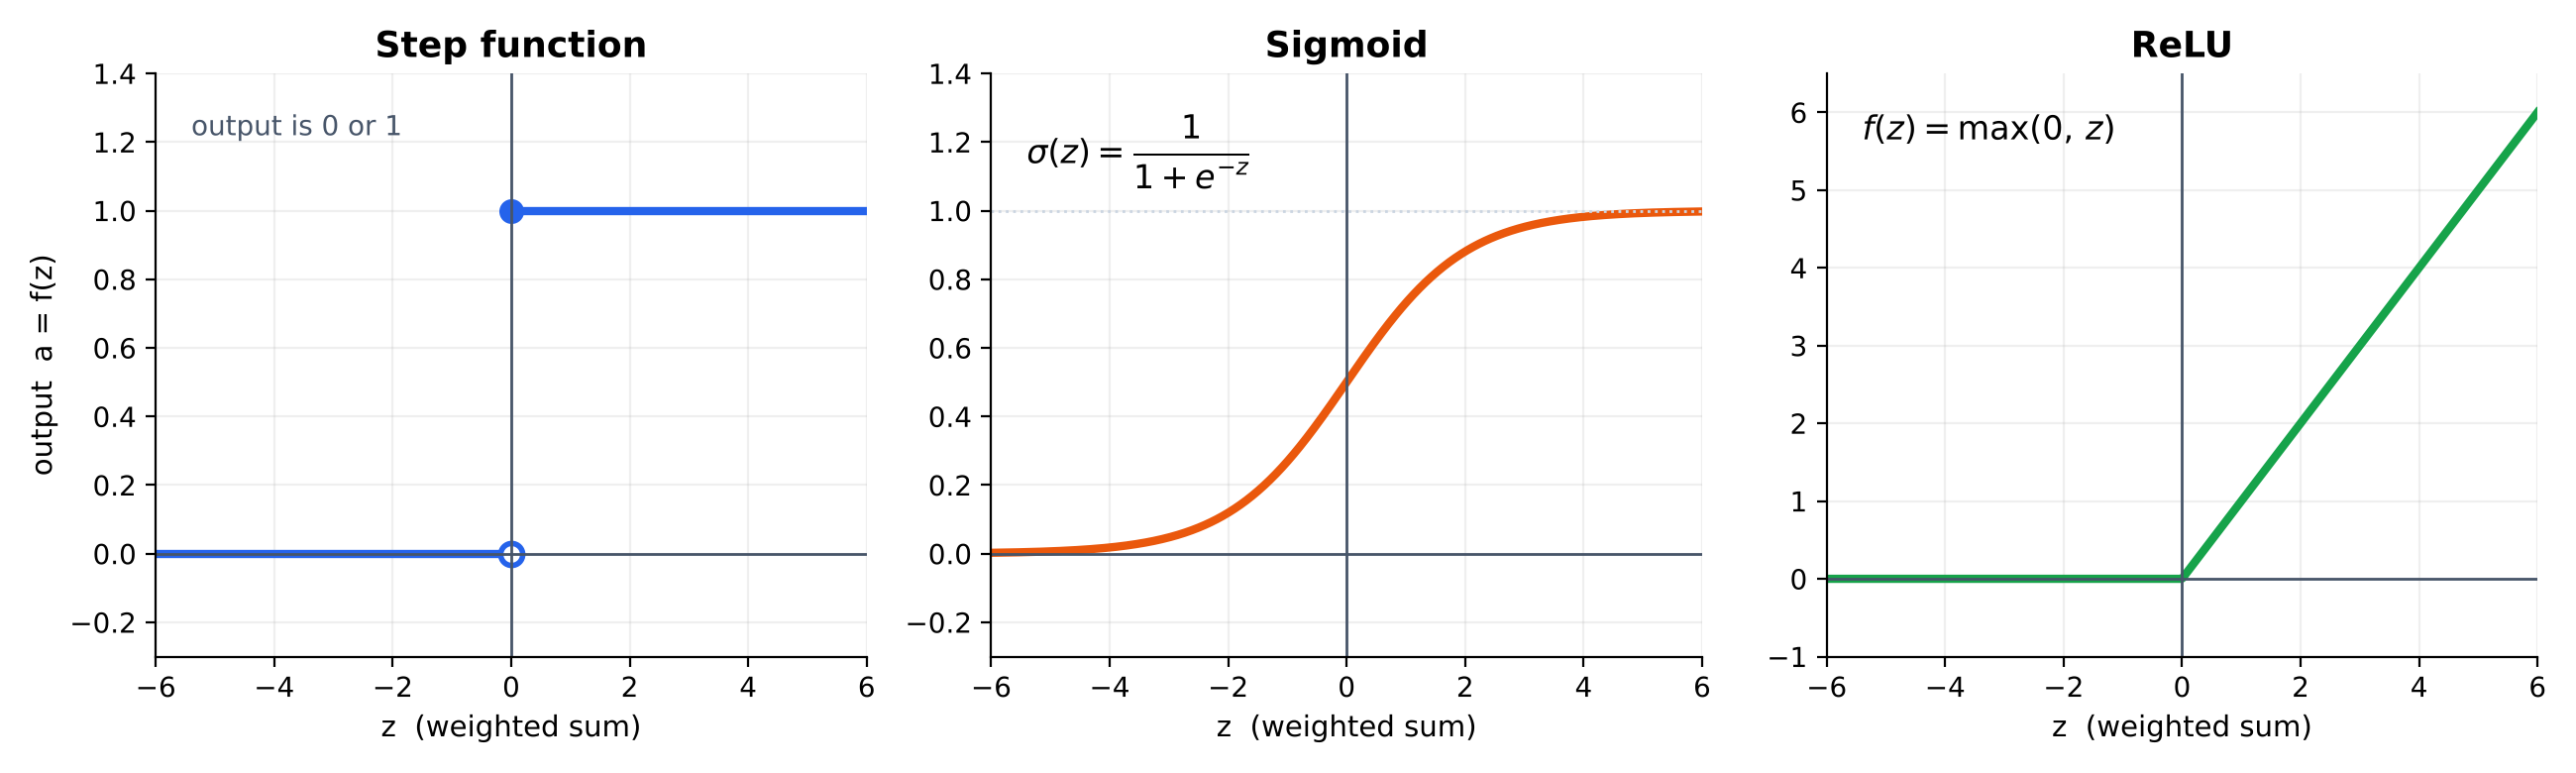 Step function
output is 0 or 1
1.4
1.2
1.0
0.8
0.6
0.4
0.2
0.0
−0.2
output a = f(z)
−6 −4 −2 0 2 4 6
z (weighted sum)
Sigmoid
σ(z) = 1 / (1 + e^{−z})
1.4
1.2
1.0
0.8
0.6
0.4
0.2
0.0
−0.2
−6 −4 −2 0 2 4 6
z (weighted sum)
ReLU
f(z) = max(0, z)
6
5
4
3
2
1
0
−1
−6 −4 −2 0 2 4 6
z (weighted sum)